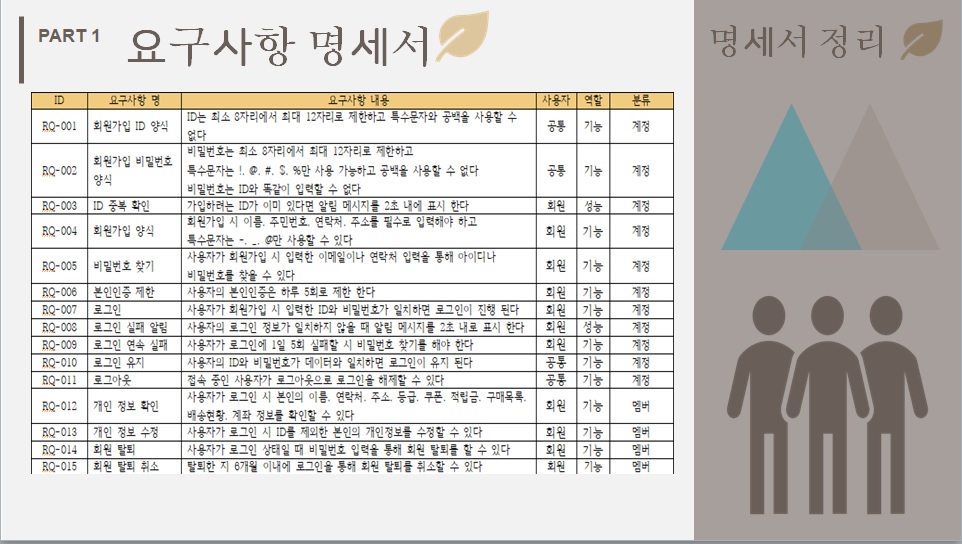 PART 1 요구사항 명세서
명세서 정리
ID 요구사항 명 요구사항 내용 사용자 역할 분류
RQ-001 회원가입 ID 양식 ID는 최소 8자리에서 최대 12자리로 제한하고 특수문자와 공백을 사용할 수 없다 공통 기능 계정
RQ-002 회원가입 비밀번호 양식 비밀번호는 최소 8자리에서 최대 12자리로 제한하고
특수문자는 !, @, #, $, %만 사용 가능하고 공백을 사용할 수 없다
비밀번호는 ID와 똑같이 입력할 수 없다 공통 기능 계정
RQ-003 ID 중복 확인 가입하려는 ID가 이미 있다면 알림 메시지를 2초 내에 표시 한다 회원 성능 계정
RQ-004 회원가입 양식 회원가입 시 이름, 주민번호, 연락처, 주소를 필수로 입력해야 하고
특수문자는 -, _, @만 사용할 수 있다 회원 기능 계정
RQ-005 비밀번호 찾기 사용자가 회원가입 시 입력한 이메일이나 연락처 입력을 통해 아이디나
비밀번호를 찾을 수 있다 회원 기능 계정
RQ-006 본인인증 제한 사용자의 본인인증은 하루 5회로 제한 한다 회원 기능 계정
RQ-007 로그인 사용자가 회원가입 시 입력한 ID와 비밀번호가 일치하면 로그인이 진행 된다 회원 기능 계정
RQ-008 로그인 실패 알림 사용자의 로그인 정보가 일치하지 않을 때 알림 메시지를 2초 내로 표시 한다 회원 성능 계정
RQ-009 로그인 연속 실패 사용자가 로그인에 1일 5회 실패할 시 비밀번호 찾기를 해야 한다 회원 기능 계정
RQ-010 로그인 유지 사용자의 ID와 비밀번호가 데이터와 일치하면 로그인이 유지 된다 공통 기능 계정
RQ-011 로그아웃 접속 중인 사용자가 로그아웃으로 로그인을 해제할 수 있다 공통 기능 계정
RQ-012 개인 정보 확인 사용자가 로그인 시 본인의 이름, 연락처, 주소, 등급, 쿠폰, 적립금, 구매목록,
배송현황, 계좌 정보를 확인할 수 있다 회원 기능 멤버
RQ-013 개인 정보 수정 사용자가 로그인 시 ID를 제외한 본인의 개인정보를 수정할 수 있다 회원 기능 멤버
RQ-014 회원 탈퇴 사용자가 로그인 상태일 때 비밀번호 입력을 통해 회원 탈퇴를 할 수 있다 회원 기능 멤버
RQ-015 회원 탈퇴 취소 탈퇴한 지 6개월 이내에 로그인을 통해 회원 탈퇴를 취소할 수 있다 회원 기능 멤버